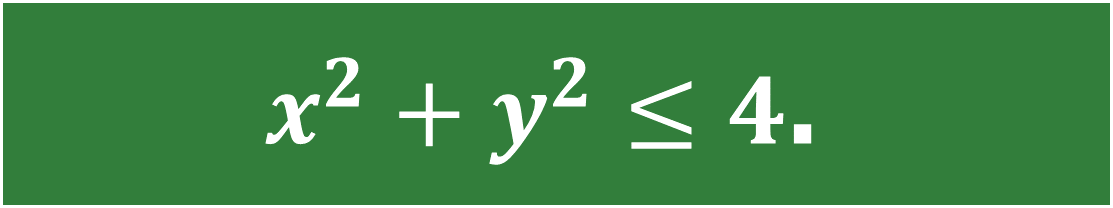 x² + y² ≤ 4.